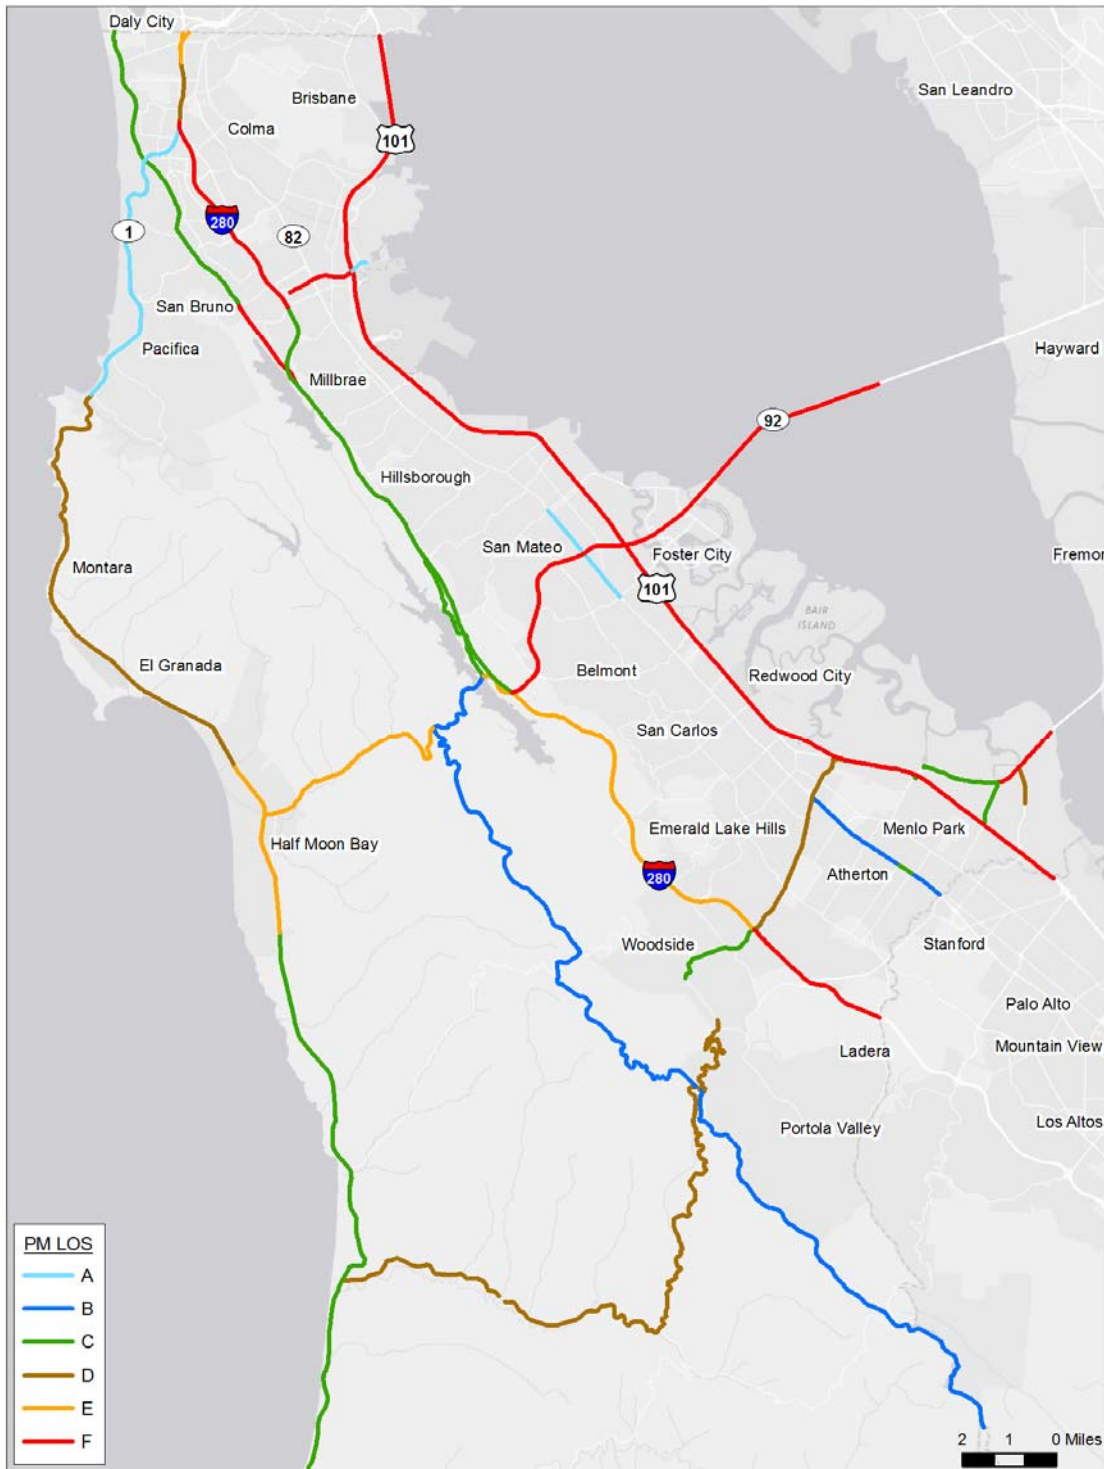 Daly City
San Leandro
Brisbane
101
Colma
280
82
1
San Bruno
Pacifica
Hayward
Millbrae
92
Hillsborough
San Mateo
Foster City
Fremor
Montara
101
BAIR
ISLAND
El Granada
Belmont
Redwood City
San Carlos
Half Moon Bay
Emerald Lake Hills
Menlo Park
280
Atherton
Woodside
Stanford
Palo Alto
Ladera
Mountain View
Portola Valley
Los Altos
PM LOS
A
B
C
D
E
F
2 1 0 Miles